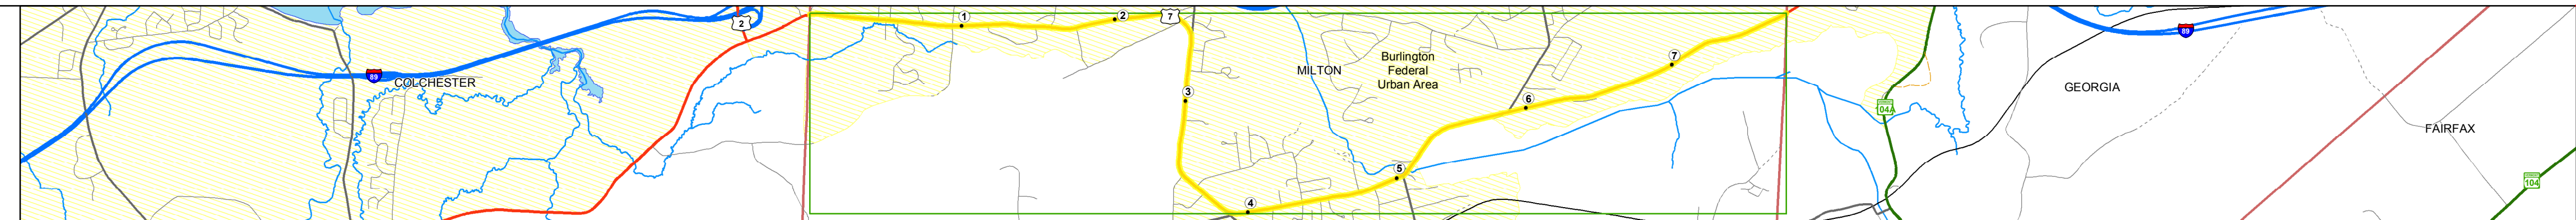 2
89
COLCHESTER
1
2
7
3
4
MILTON
Burlington
Federal
Urban Area
5
6
7
104A
GEORGIA
89
FAIRFAX
104